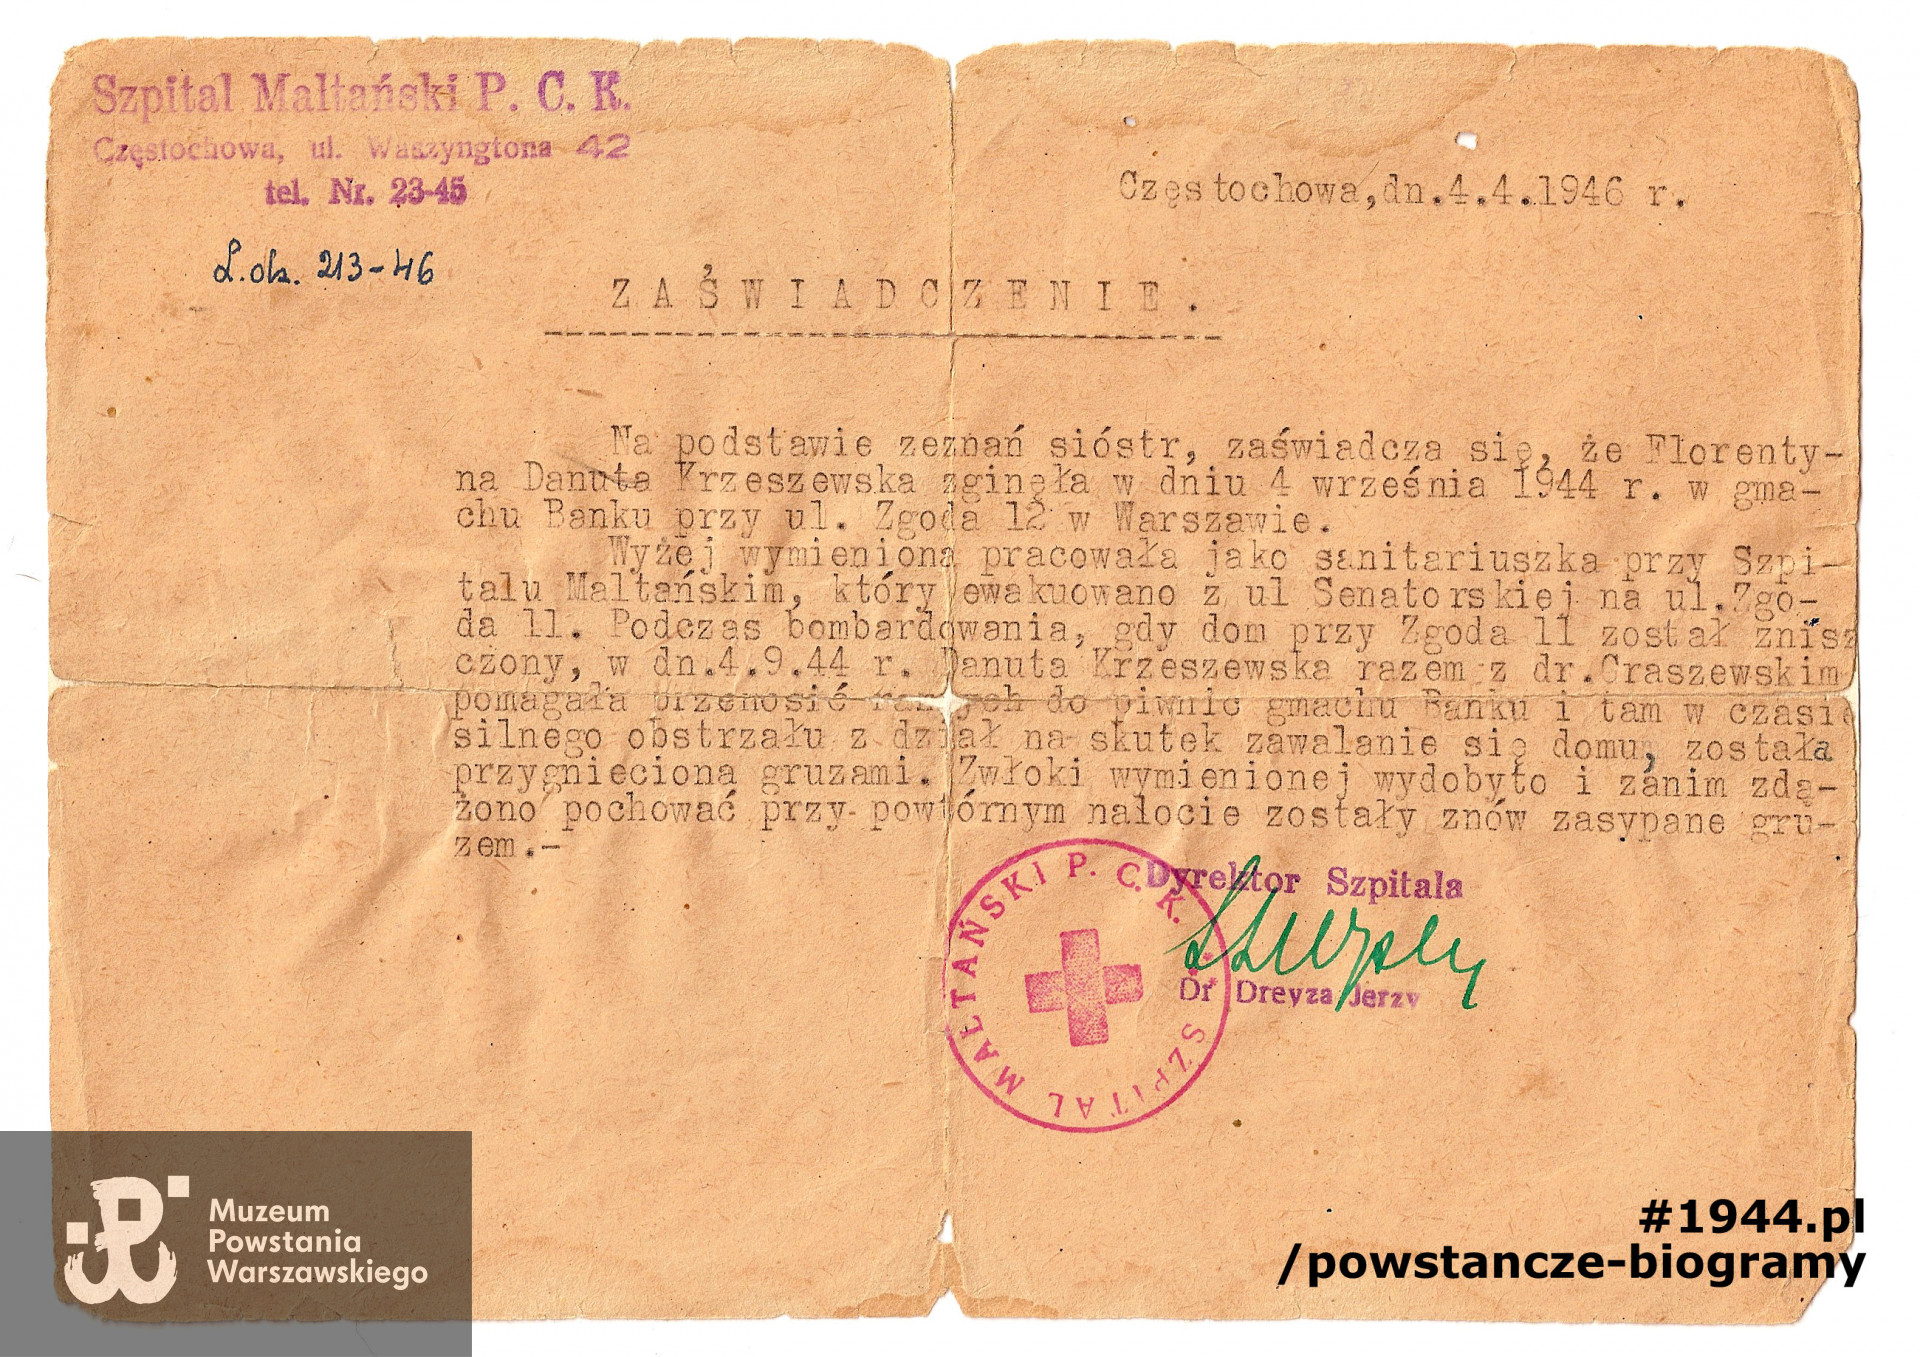 Szpital Maltański P. C. K.
Częstochowa, ul. Waszyngtona 42
tel. Nr. 23-45
L.dz. 213-46
Częstochowa,dn.4.4.1946 r.
ZAŚWIADCZENIE.
Na podstawie zeznań sióstr, zaświadcza się, że Florenty-
na Danuta Krzeszewska zginęła w dniu 4 września 1944 r. w gma-
chu Banku przy ul. Zgoda 12 w Warszawie.
Wyżej wymieniona pracowała jako sanitariuszka przy Szpi-
talu Maltańskim, który ewakuowano z ul Senatorskiej na ul.Zgo-
da 11. Podczas bombardowania, gdy dom przy Zgoda 11 został znisz
czony, w dn.4.9.44 r. Danuta Krzeszewska razem z dr.Graszewskim
pomagała przenosić rannych do piwnic gmachu Banku i tam w czasie
silnego obstrzału z dział na skutek zawalanie się domu, została
przygnieciona gruzami. Zwłoki wymienionej wydobyto i zanim zdą-
żono pochować przy powtórnym nalocie zostały znów zasypane gru-
zem.-
Dyrektor Szpitala
Dr Dreyza Jerzy
SZPITAL MALTAŃSKI P. C. K.
Muzeum
Powstania
Warszawskiego
#1944.pl
/powstancze-biogramy